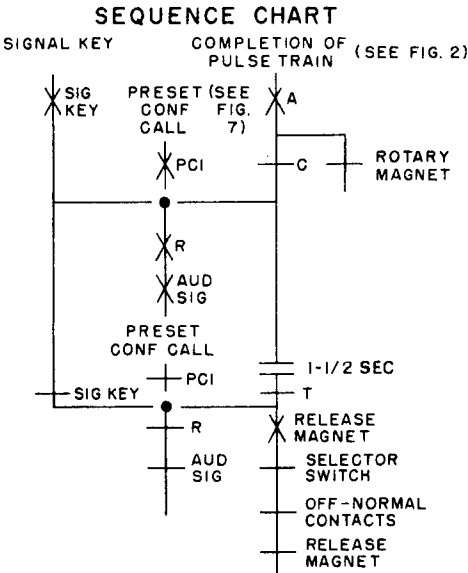 SEQUENCE CHART
SIGNAL KEY
COMPLETION OF
PULSE TRAIN
(SEE FIG. 2)
SIG
KEY
PRESET (SEE
CONF FIG.
CALL 7)
A
PCI
C
ROTARY
MAGNET
R
AUD
SIG
PRESET
CONF CALL
PCI
1-1/2 SEC
SIG KEY
T
R
RELEASE
MAGNET
AUD
SIG
SELECTOR
SWITCH
OFF-NORMAL
CONTACTS
RELEASE
MAGNET